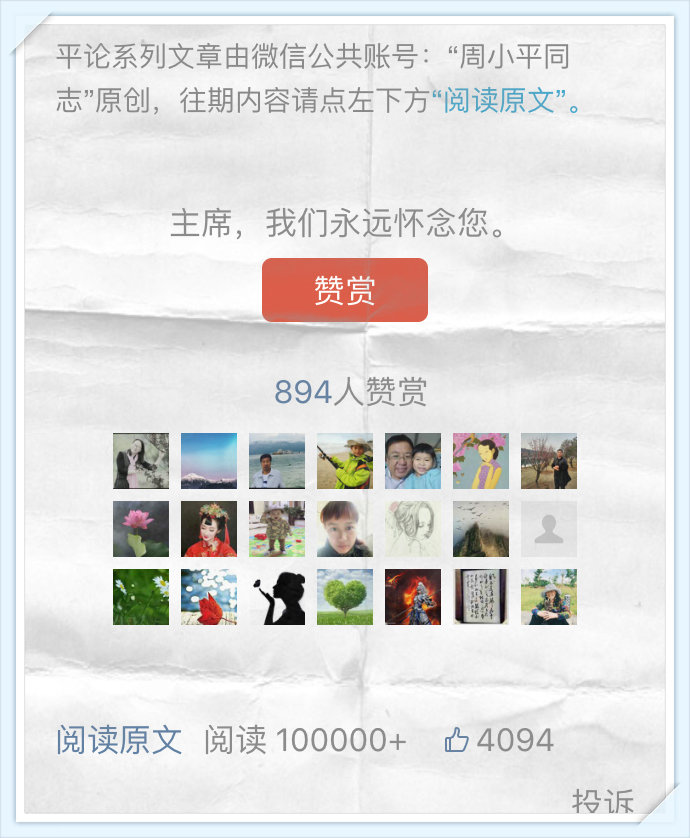 平论系列文章由微信公共账号：“周小平同
志”原创，往期内容请点左下方“阅读原文”。
主席，我们永远怀念您。
赞赏
894人赞赏
阅读原文 阅读 100000+ 4094
投诉